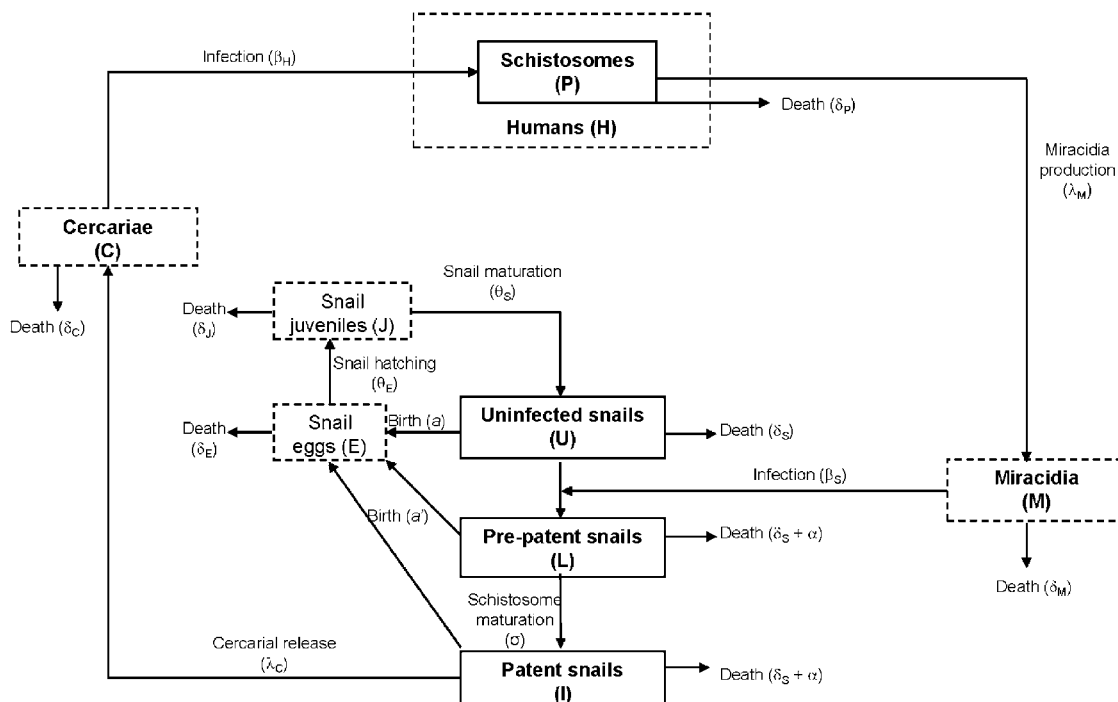 Infection (β_H)
Schistosomes
(P)
Death (δ_P)
Humans (H)
Miracidia
production
(λ_M)
Cercariae
(C)
Death (δ_C)
Snail maturation
(θ_S)
Death
(δ_J)
Snail
juveniles (J)
Snail hatching
(θ_E)
Death
(δ_E)
Snail
eggs (E)
Birth (a)
Uninfected snails
(U)
Death (δ_S)
Infection (β_S)
Miracidia
(M)
Birth (a')
Pre-patent snails
(L)
Death (δ_S + α)
Death (δ_M)
Schistosome
maturation
(σ)
Cercarial release
(λ_C)
Patent snails
(I)
Death (δ_S + α)